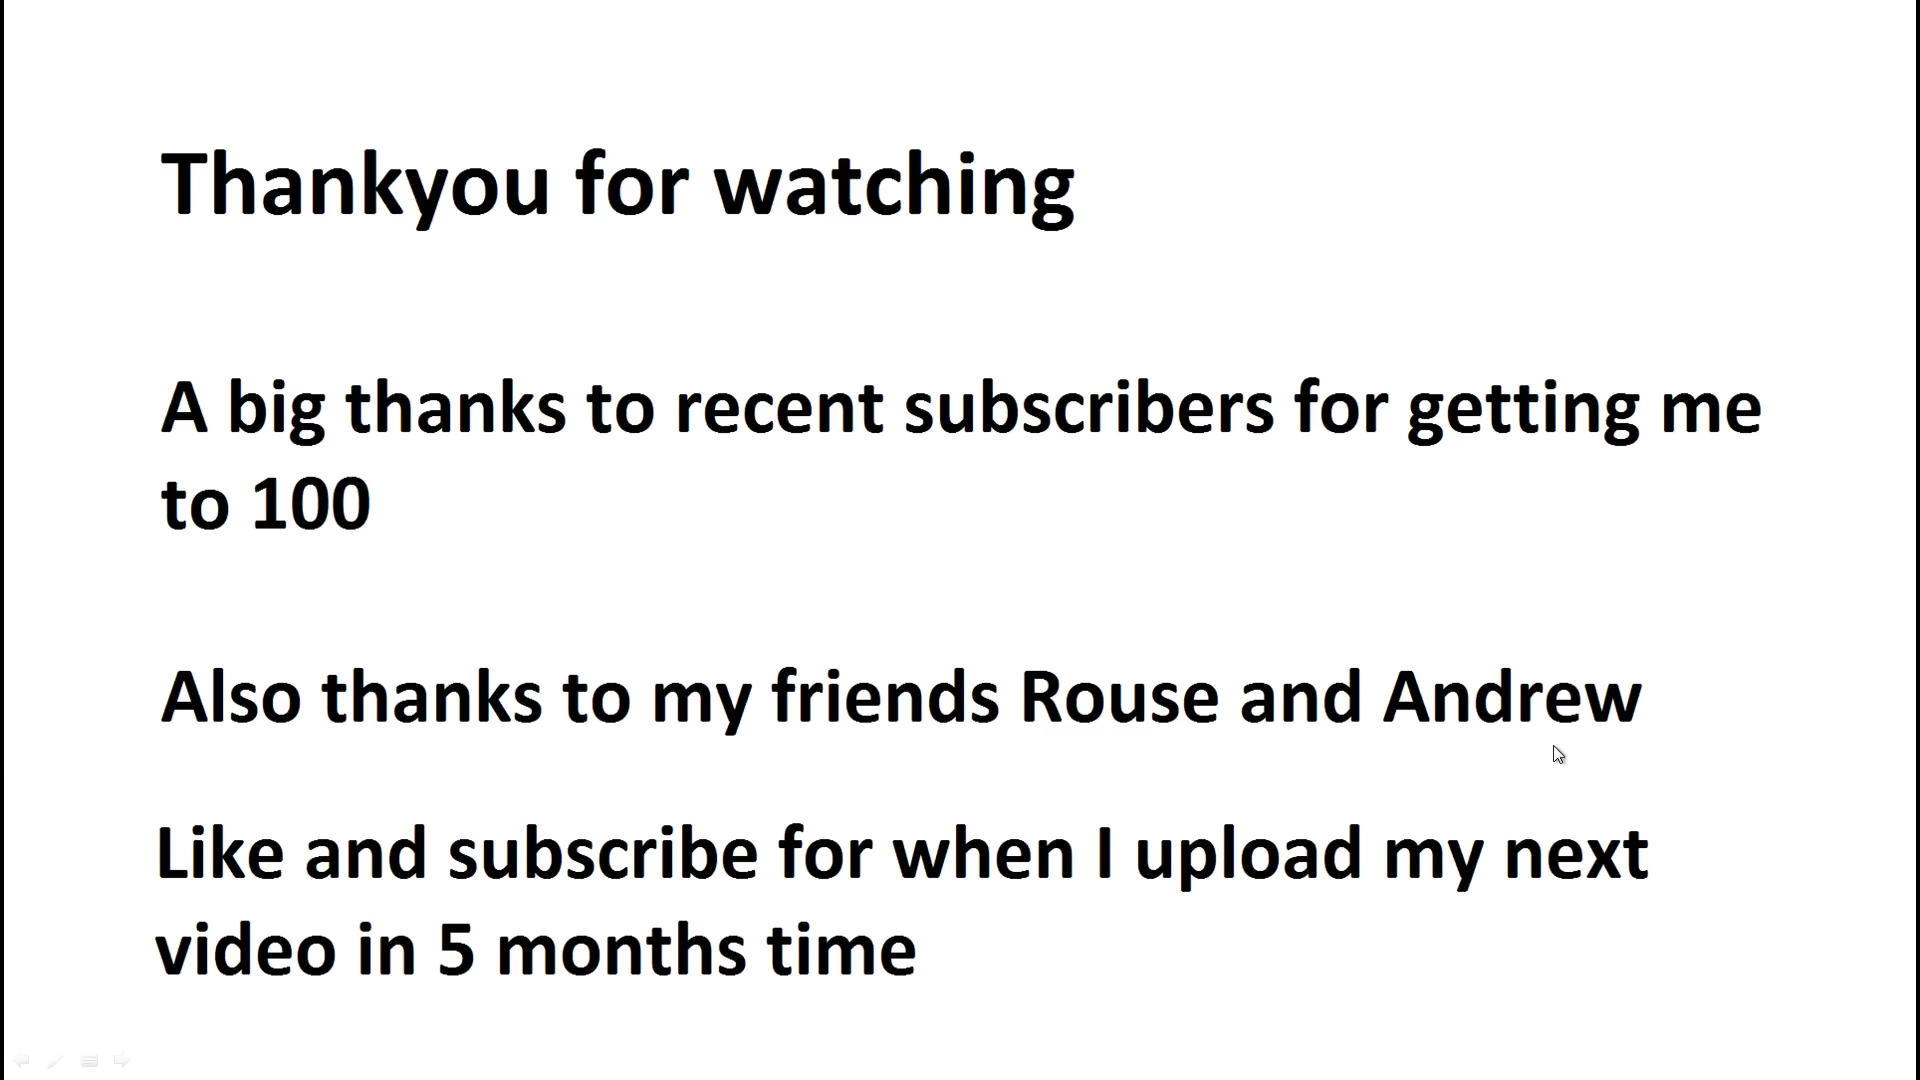 Thankyou for watching
A big thanks to recent subscribers for getting me
to 100
Also thanks to my friends Rouse and Andrew
Like and subscribe for when I upload my next
video in 5 months time